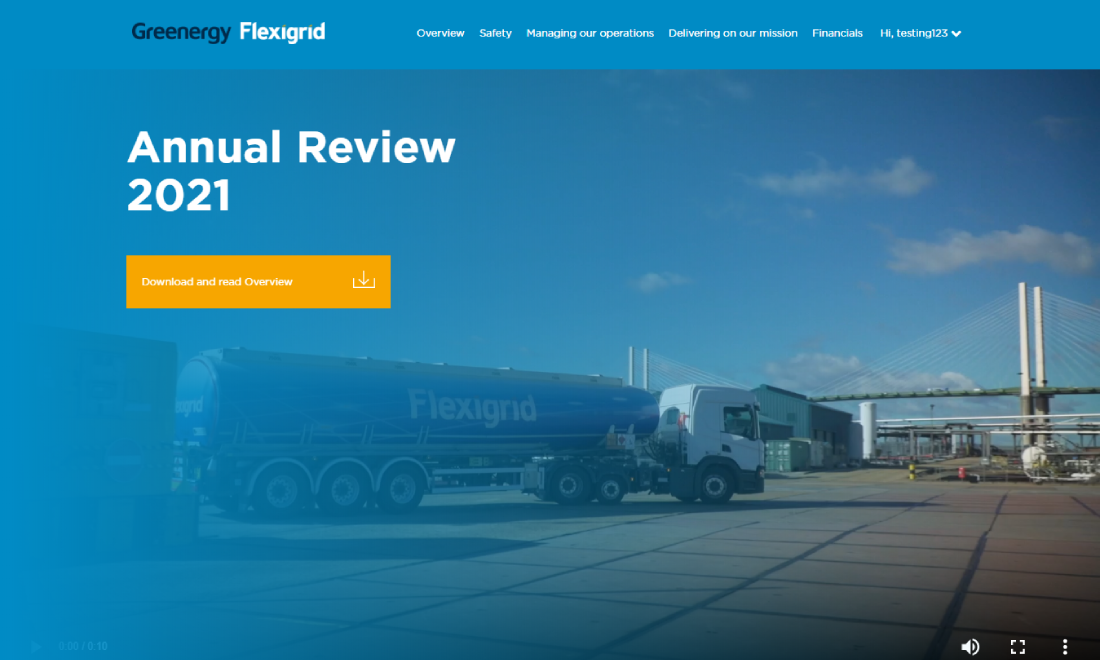 Greenergy Flexigrid
Overview Safety Managing our operations Delivering on our mission Financials Hi, testing123
Annual Review
2021
Download and read Overview
Flexigrid
0:00 / 0:10